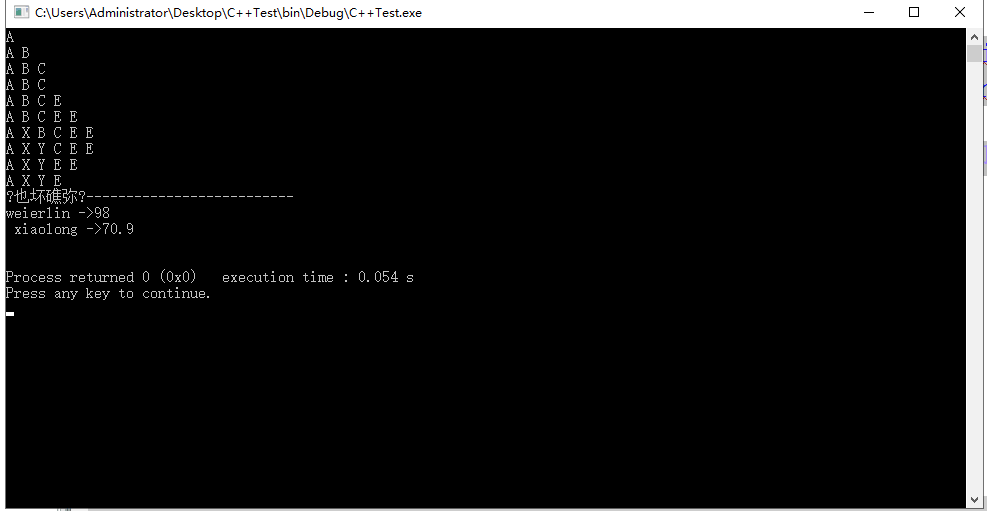 C:\Users\Administrator\Desktop\C++Test\bin\Debug\C++Test.exe
A
A B
A B C
A B C
A B C E
A B C E E
A X B C E E
A X Y C E E
A X Y E E
A X Y E
?也坏礁弥?--------------------------
weierlin ->98
 xiaolong ->70.9
Process returned 0 (0x0)   execution time : 0.054 s
Press any key to continue.